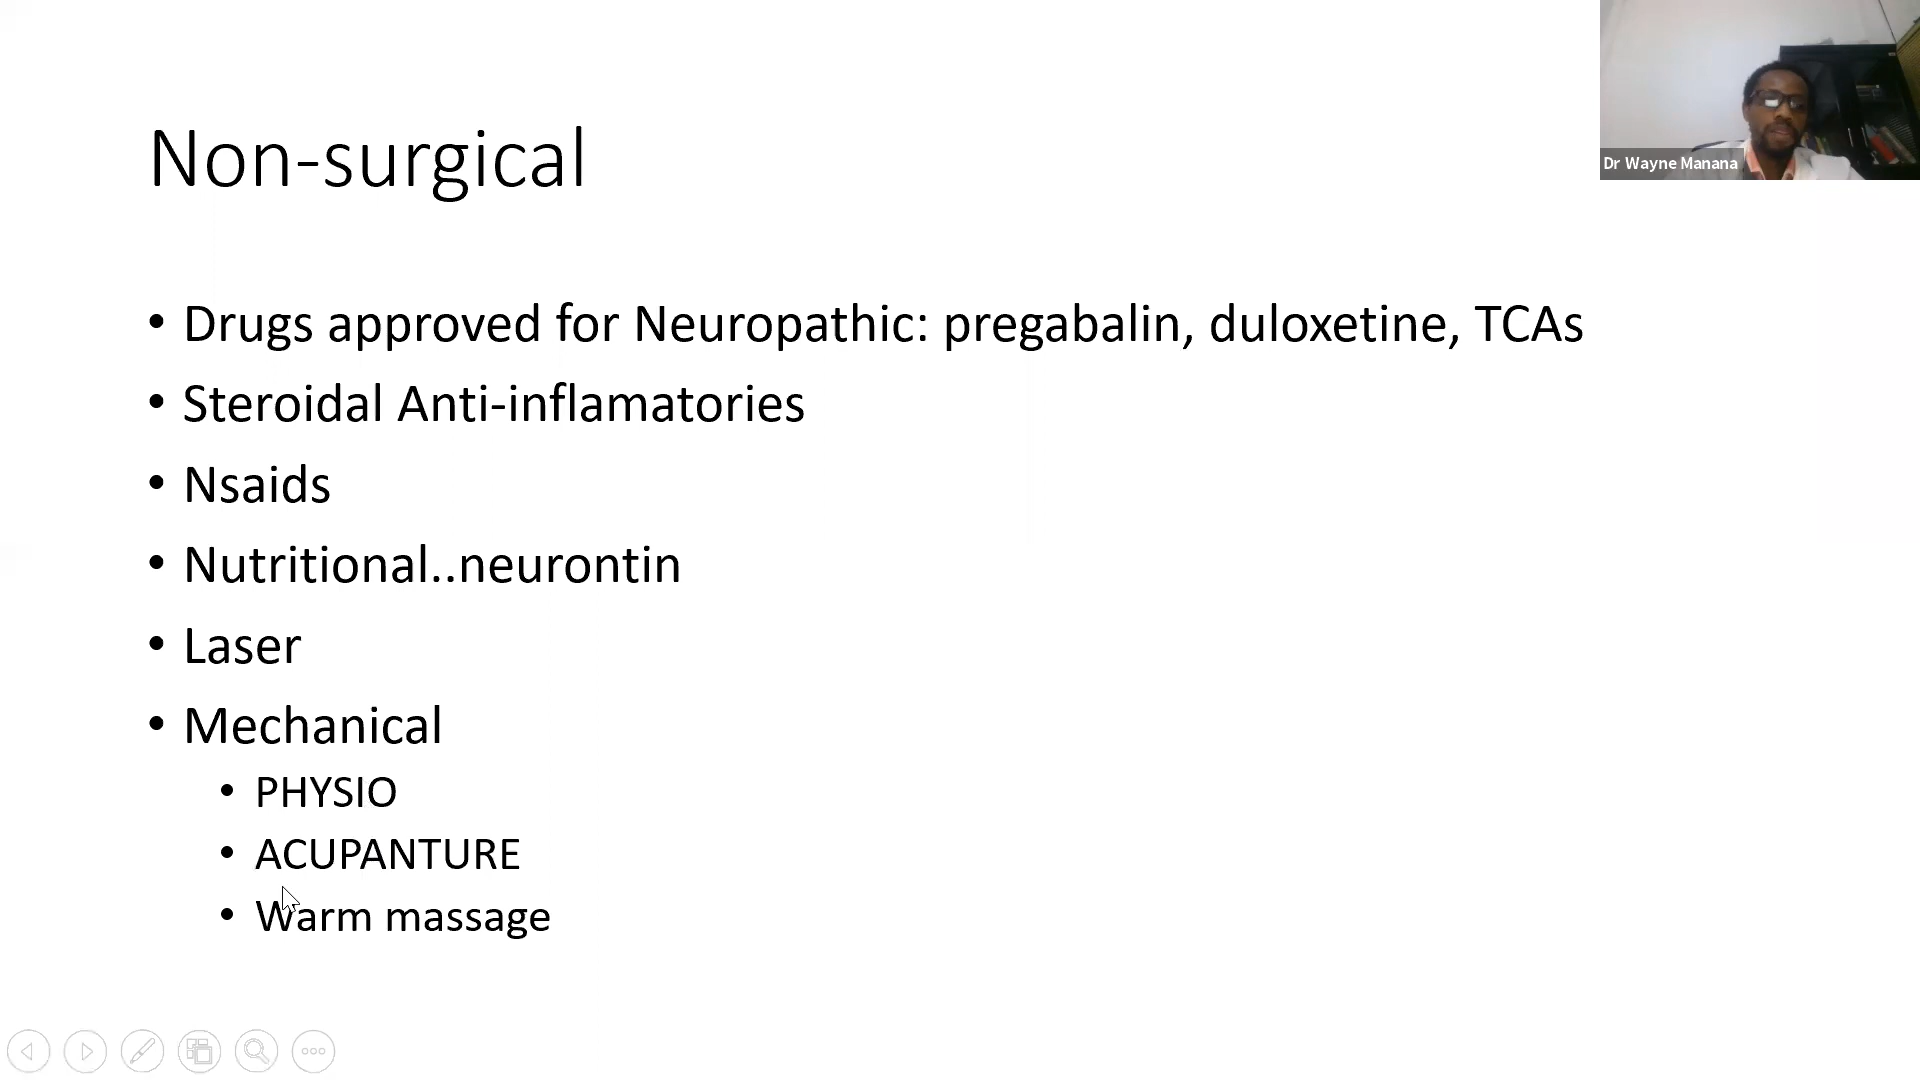 Non-surgical
Dr Wayne Manana
• Drugs approved for Neuropathic: pregabalin, duloxetine, TCAs
• Steroidal Anti-inflamatories
• Nsaids
• Nutritional..neurontin
• Laser
• Mechanical
• PHYSIO
• ACUPANTURE
• Warm massage